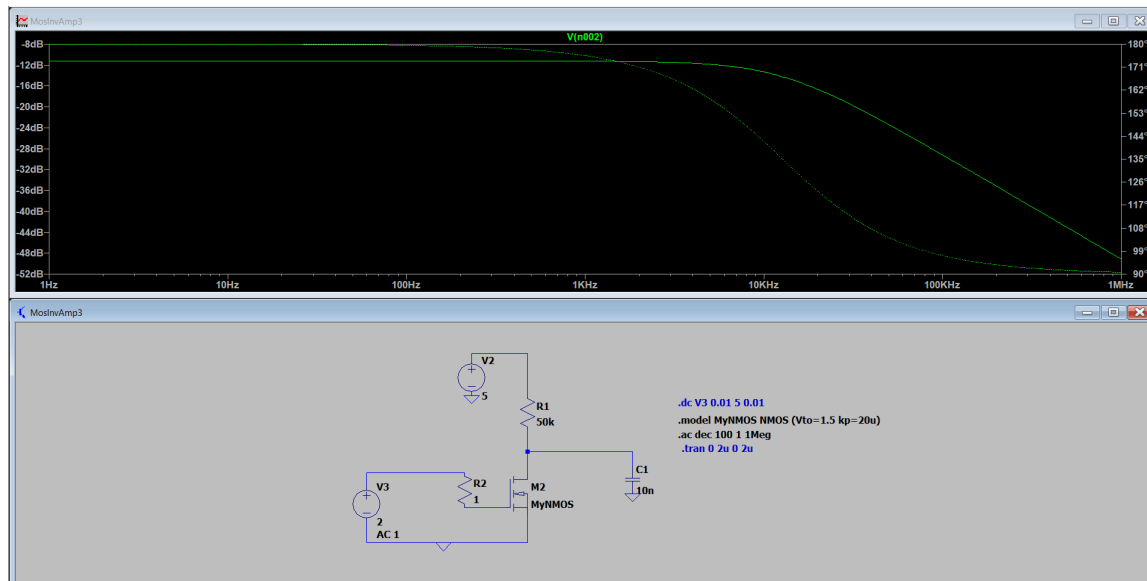 MosInvAmp3
V(n002)
-8dB
-12dB
-16dB
-20dB
-24dB
-28dB
-32dB
-36dB
-40dB
-44dB
-48dB
-52dB
180°
171°
162°
153°
144°
135°
126°
117°
108°
99°
90°
1Hz 10Hz 100Hz 1KHz 10KHz 100KHz 1MHz
MosInvAmp3
V2
5
R1
50k
.dc V3 0.01 5 0.01
.model MyNMOS NMOS (Vto=1.5 kp=20u)
.ac dec 100 1 1Meg
.tran 0 2u 0 2u
C1
10n
V3
2
AC 1
R2
1
M2
MyNMOS